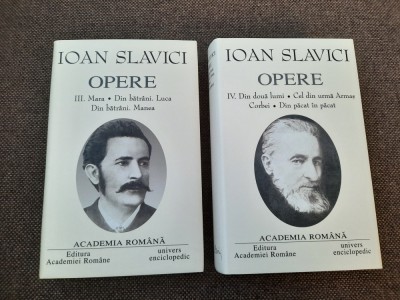 IOAN SLAVICI
OPERE
III. Mara • Din bătrâni. Luca
Din bătrâni. Manea
ACADEMIA ROMÂNĂ
Editura
Academiei Române
univers
enciclopedic
IOAN SLAVICI
OPERE
IV. Din două lumi • Cel din urmă Armaş
Corbei • Din păcat în păcat
ACADEMIA ROMÂNĂ
Editura
Academiei Române
univers
enciclopedic